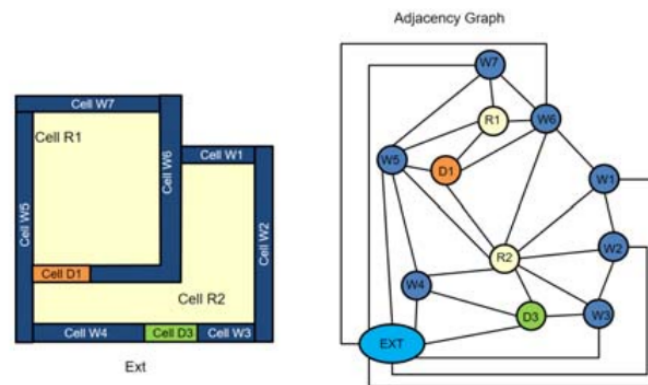 Adjacency Graph
Cell W7
Cell R1
Cell W6
Cell W1
Cell W5
Cell W2
Cell D1
Cell R2
Cell W4
Cell D3
Cell W3
Ext
W7
R1
W6
W5
D1
W1
R2
W2
W4
D3
W3
EXT